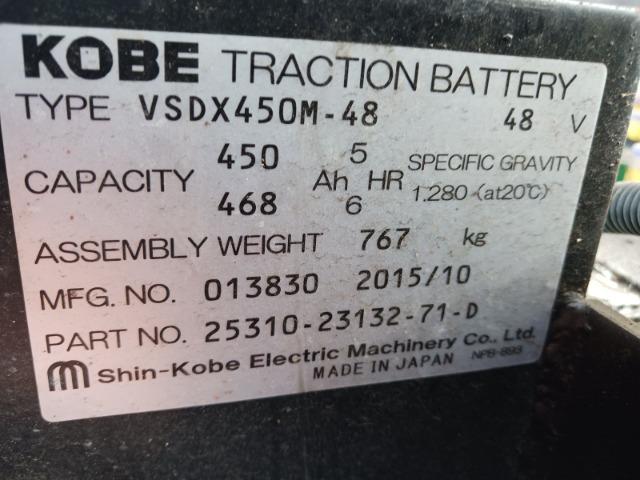 KOBE TRACTION BATTERY
TYPE VSDX450M-48 48 V
CAPACITY 450 Ah 5 HR SPECIFIC GRAVITY
468 6 1.280 (at20℃)
ASSEMBLY WEIGHT 767 kg
MFG. NO. 013830 2015/10
PART NO. 25310-23132-71-D
Shin-Kobe Electric Machinery Co., Ltd.
MADE IN JAPAN NPB-893